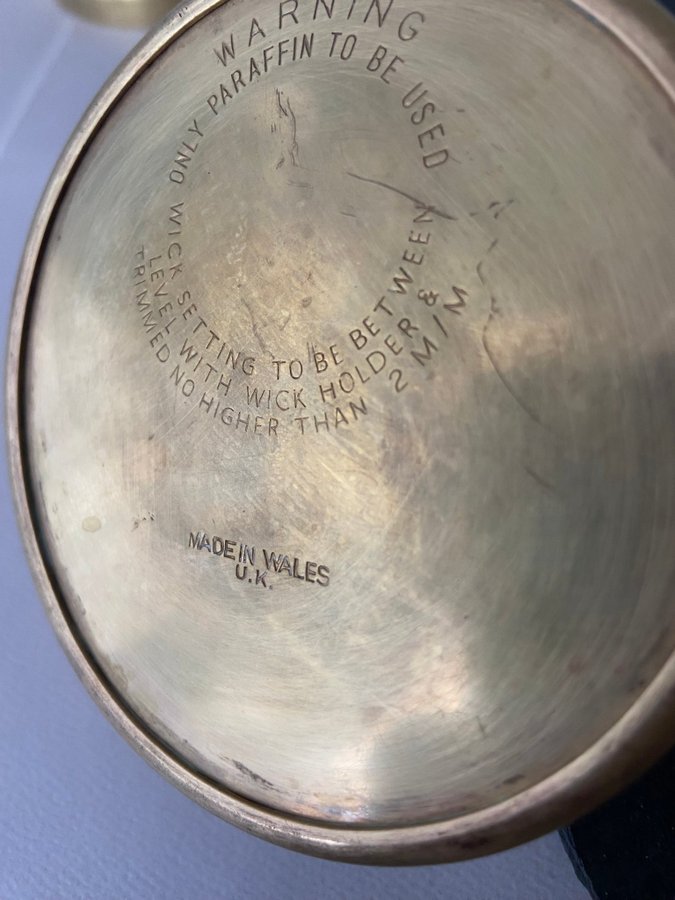 WARNING
ONLY PARAFFIN TO BE USED
WICK SETTING TO BE BETWEEN
LEVEL WITH WICK HOLDER &
TRIMMED NO HIGHER THAN 2 M/M
MADE IN WALES
U.K.